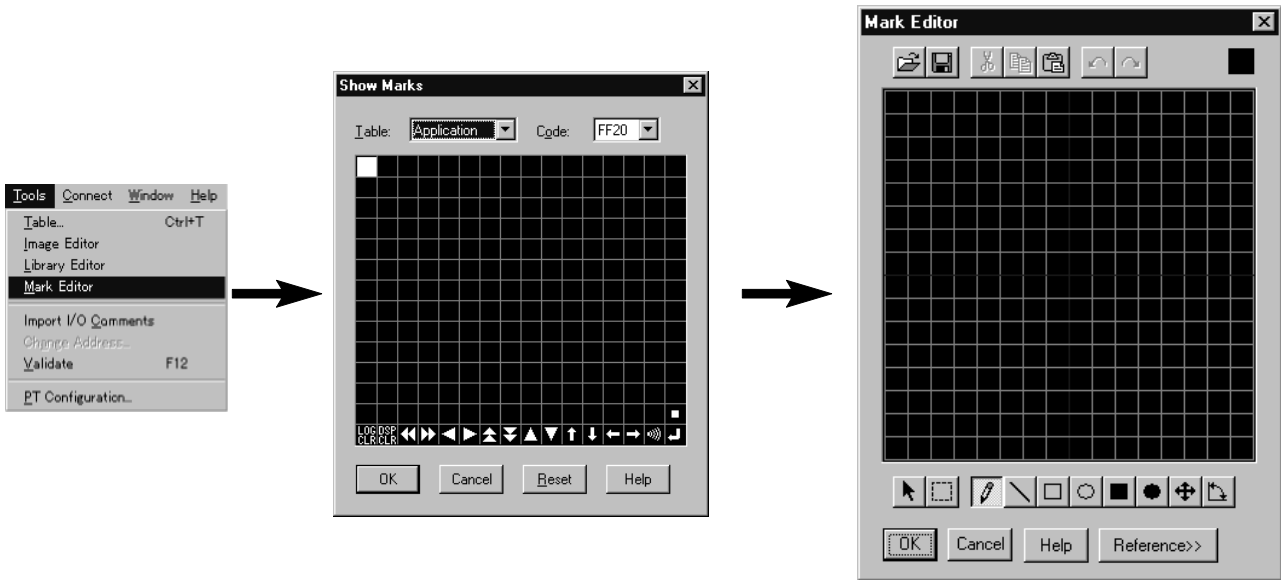 Tools Connect Window Help
Table... Ctrl+T
Image Editor
Library Editor
Mark Editor
Import I/O Comments
Change Address...
Validate F12
PT Configuration...
Show Marks
Table: Application Code: FF20
LOG DSP
CLR CLR
OK Cancel Reset Help
Mark Editor
OK Cancel Help Reference>>